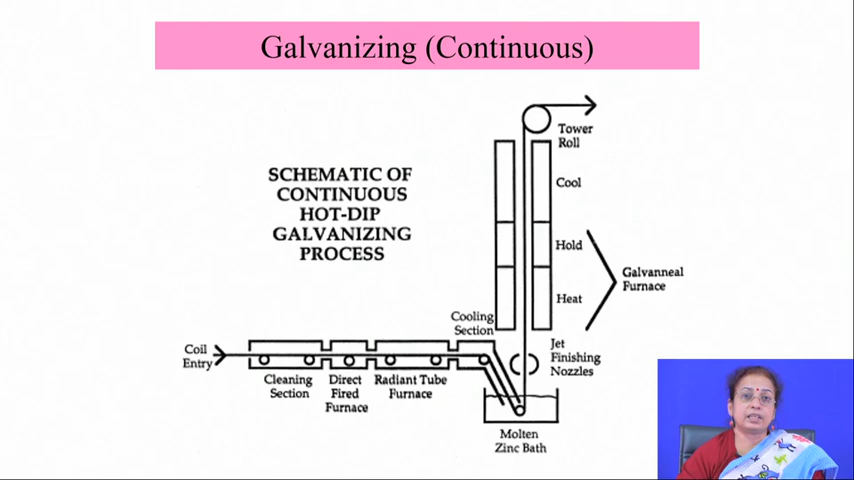 Galvanizing (Continuous)
SCHEMATIC OF
CONTINUOUS
HOT-DIP
GALVANIZING
PROCESS
Tower
Roll
Cool
Hold
Heat
Galvanneal
Furnace
Cooling
Section
Jet
Finishing
Nozzles
Coil
Entry
Cleaning
Section
Direct
Fired
Furnace
Radiant Tube
Furnace
Molten
Zinc Bath